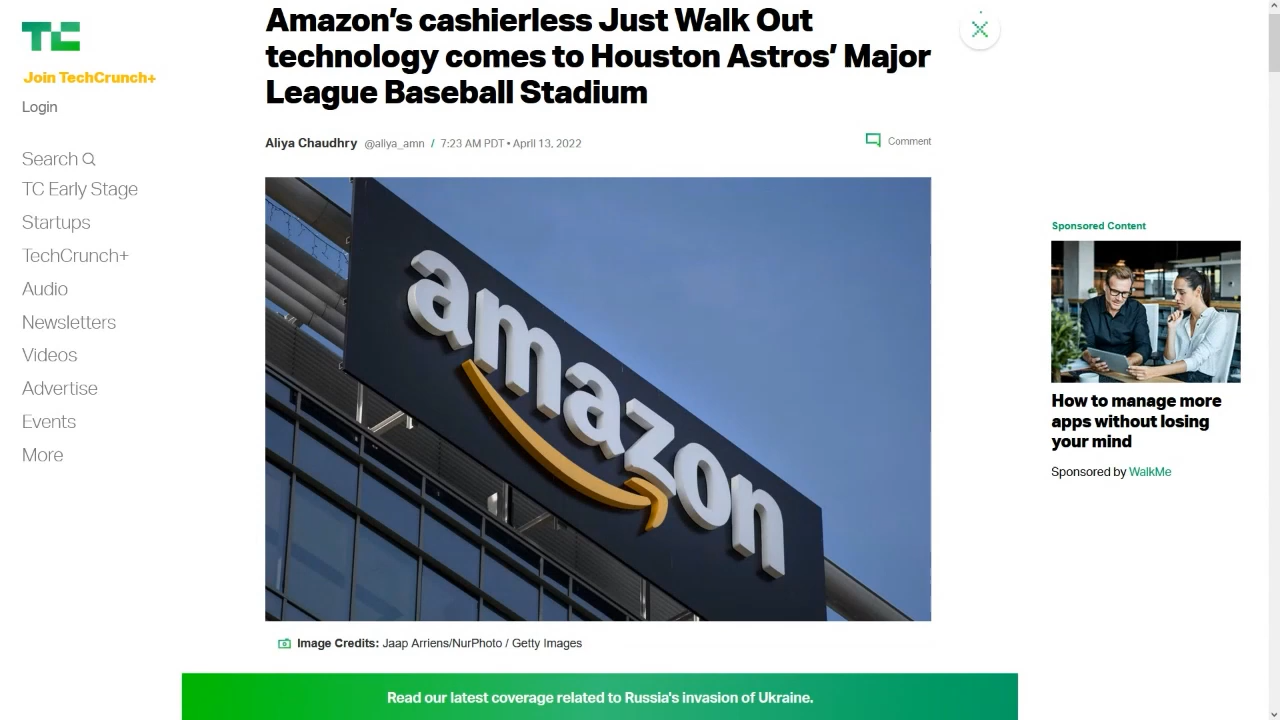 TC
Join TechCrunch+
Login
Search
TC Early Stage
Startups
TechCrunch+
Audio
Newsletters
Videos
Advertise
Events
More
Amazon's cashierless Just Walk Out
technology comes to Houston Astros' Major
League Baseball Stadium
Aliya Chaudhry @aliya_amn / 7:23 AM PDT • April 13, 2022
Comment
amazon
Image Credits: Jaap Arriens/NurPhoto / Getty Images
Read our latest coverage related to Russia's invasion of Ukraine.
Sponsored Content
How to manage more
apps without losing
your mind
Sponsored by WalkMe